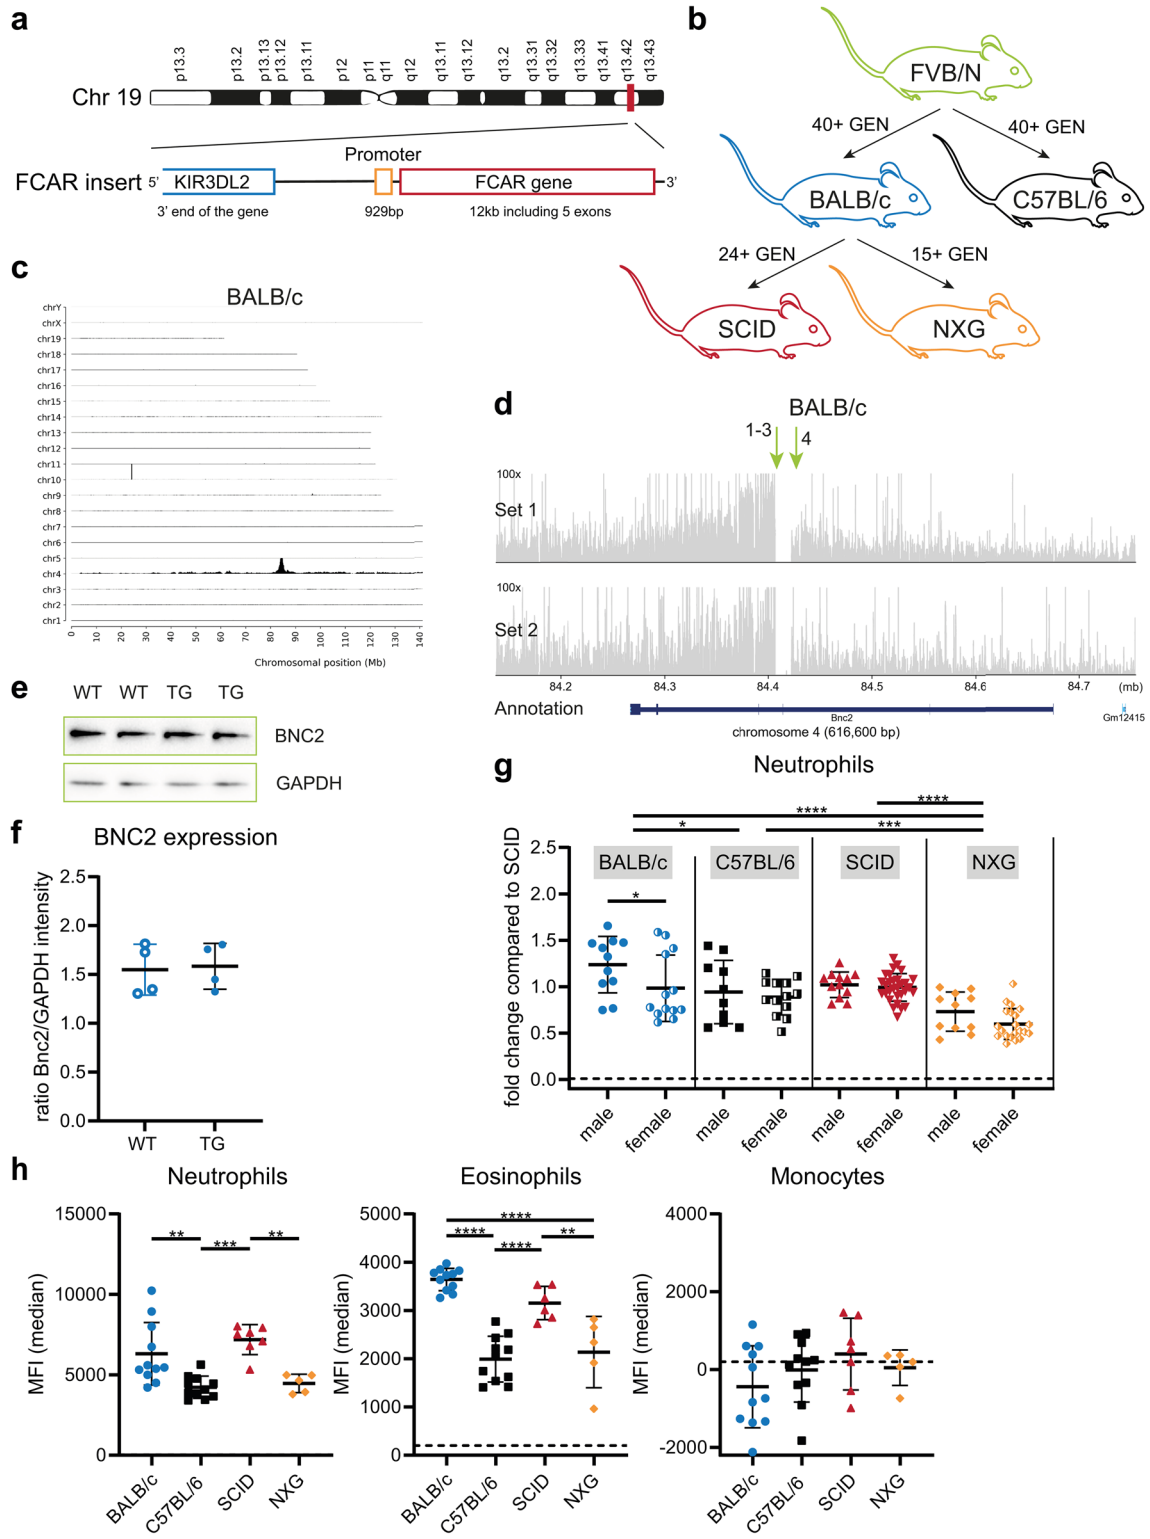 a
p13.3
p13.2
p13.13
p13.12
p13.11
p12
p11
q11
q12
q13.11
q13.12
q13.2
q13.31
q13.32
q13.33
q13.41
q13.42
q13.43
Chr 19
Promoter
FCAR insert 5' KIR3DL2 FCAR gene 3'
3' end of the gene 929bp 12kb including 5 exons
b
FVB/N
40+ GEN 40+ GEN
BALB/c C57BL/6
24+ GEN 15+ GEN
SCID NXG
c
BALB/c
chrY
chrX
chr19
chr18
chr17
chr16
chr15
chr14
chr13
chr12
chr11
chr10
chr9
chr8
chr7
chr6
chr5
chr4
chr3
chr2
chr1
0 10 20 30 40 50 60 70 80 90 100 110 120 130 140
Chromosomal position (Mb)
d
BALB/c
1-3 4
100x
Set 1
100x
Set 2
84.2 84.3 84.4 84.5 84.6 84.7 (mb)
Annotation
Bnc2 Gm12415
chromosome 4 (616,600 bp)
e
WT WT TG TG
BNC2
GAPDH
f
BNC2 expression
ratio Bnc2/GAPDH intensity
2.5
2.0
1.5
1.0
0.5
0.0
WT TG
g
Neutrophils
****
****
* ***
BALB/c C57BL/6 SCID NXG
*
fold change compared to SCID
2.5
2.0
1.5
1.0
0.5
0.0
male female male female male female male female
h
Neutrophils
MFI (median)
15000
10000
5000
0
** ***  **
BALB/c C57BL/6 SCID NXG
Eosinophils
MFI (median)
5000
4000
3000
2000
1000
0
****
**** **
****
BALB/c C57BL/6 SCID NXG
Monocytes
MFI (median)
4000
2000
0
-2000
BALB/c C57BL/6 SCID NXG